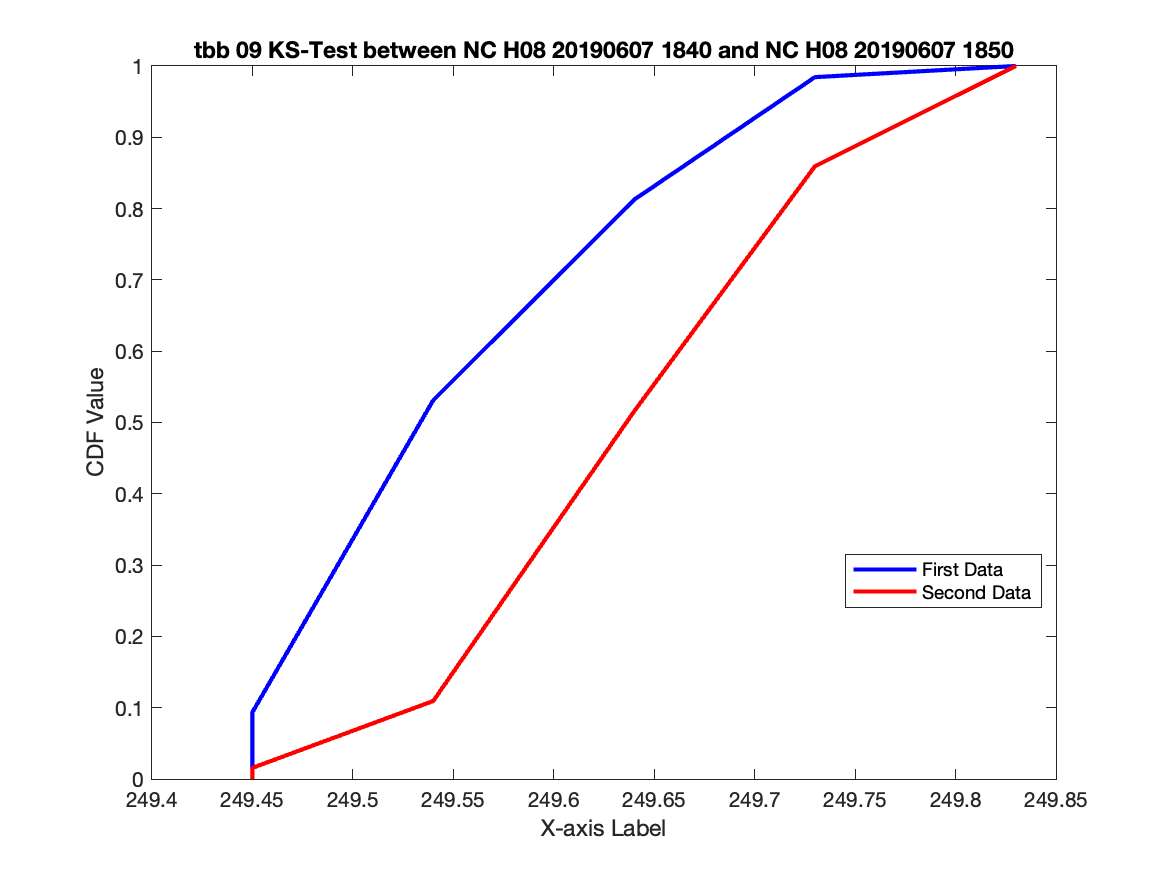 tbb 09 KS-Test between NC H08 20190607 1840 and NC H08 20190607 1850
1
0.9
0.8
0.7
0.6
0.5
0.4
0.3
0.2
0.1
0
CDF Value
First Data
Second Data
249.4 249.45 249.5 249.55 249.6 249.65 249.7 249.75 249.8 249.85
X-axis Label